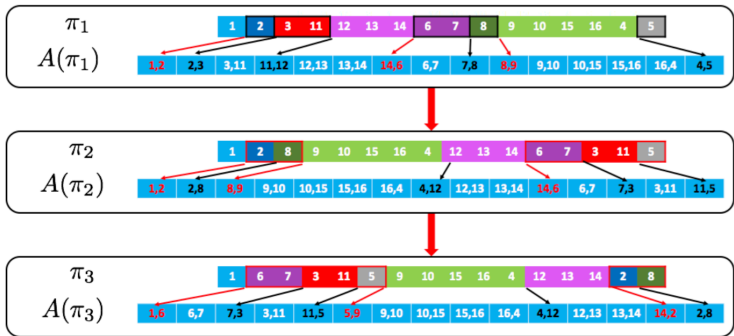 π₁ 1 2 3 11 12 13 14 6 7 8 9 10 15 16 4 5
A(π₁) 1,2 2,3 3,11 11,12 12,13 13,14 14,6 6,7 7,8 8,9 9,10 10,15 15,16 16,4 4,5
π₂ 1 2 8 9 10 15 16 4 12 13 14 6 7 3 11 5
A(π₂) 1,2 2,8 8,9 9,10 10,15 15,16 16,4 4,12 12,13 13,14 14,6 6,7 7,3 3,11 11,5
π₃ 1 6 7 3 11 5 9 10 15 16 4 12 13 14 2 8
A(π₃) 1,6 6,7 7,3 3,11 11,5 5,9 9,10 10,15 15,16 16,4 4,12 12,13 13,14 14,2 2,8